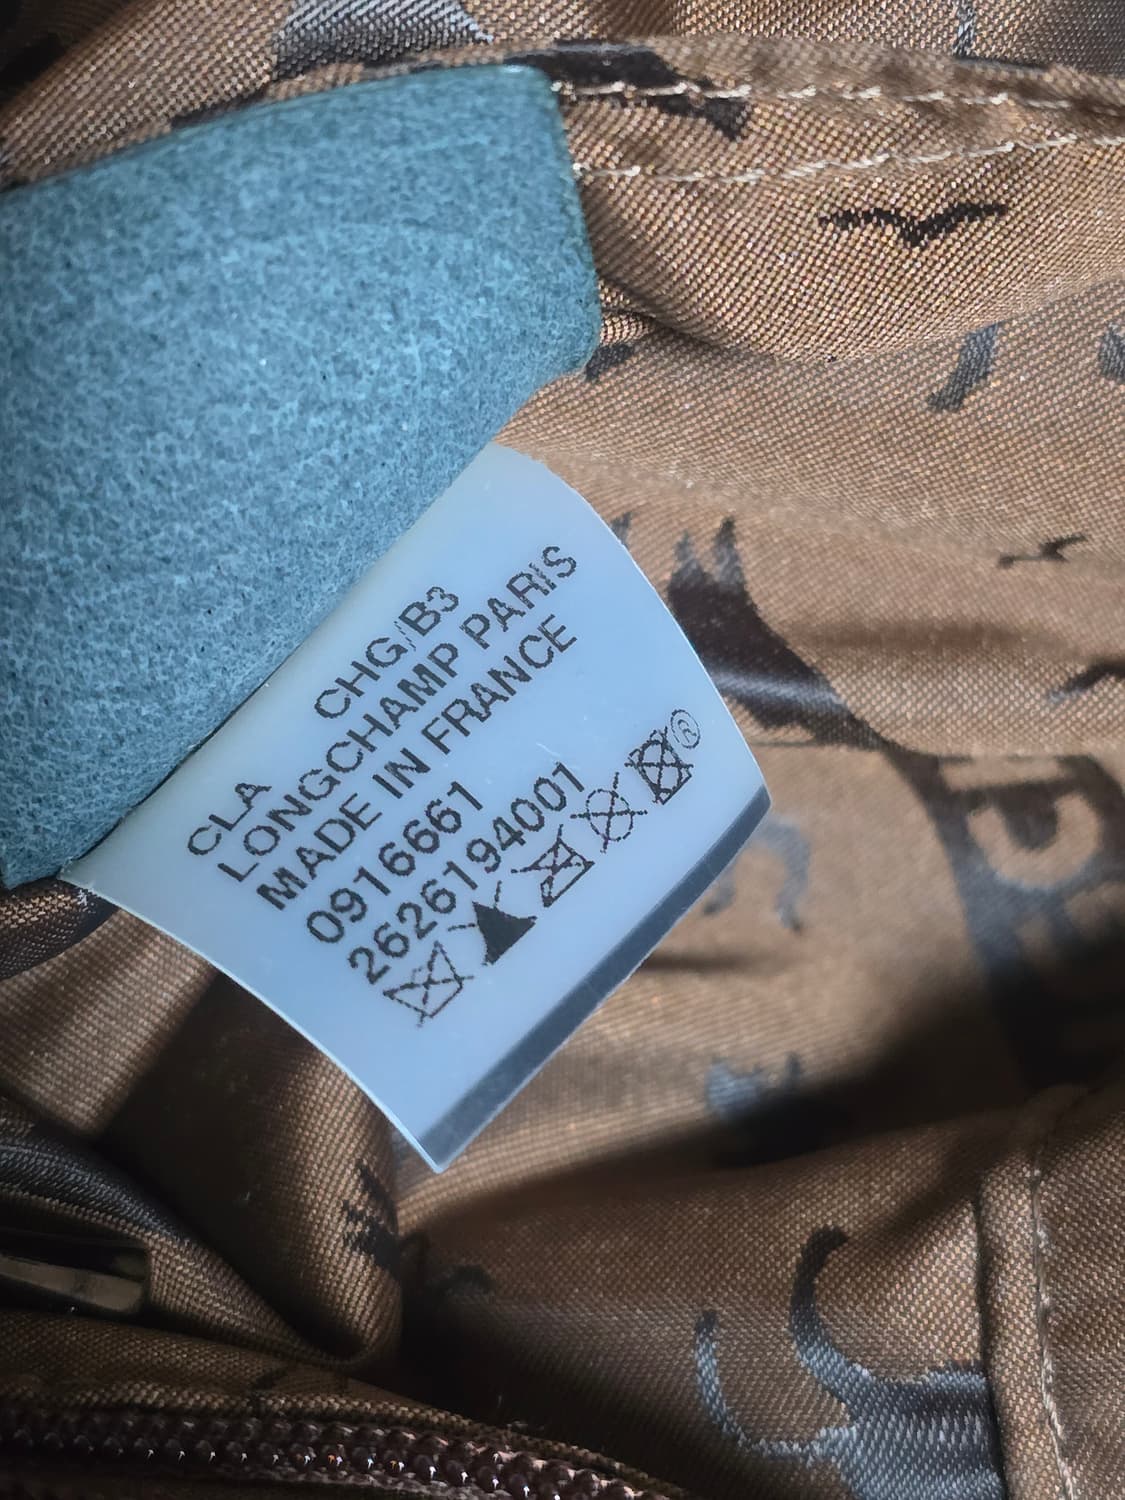 CLA CHG/B3
LONGCHAMP PARIS
MADE IN FRANCE
0916661
2626194001
®